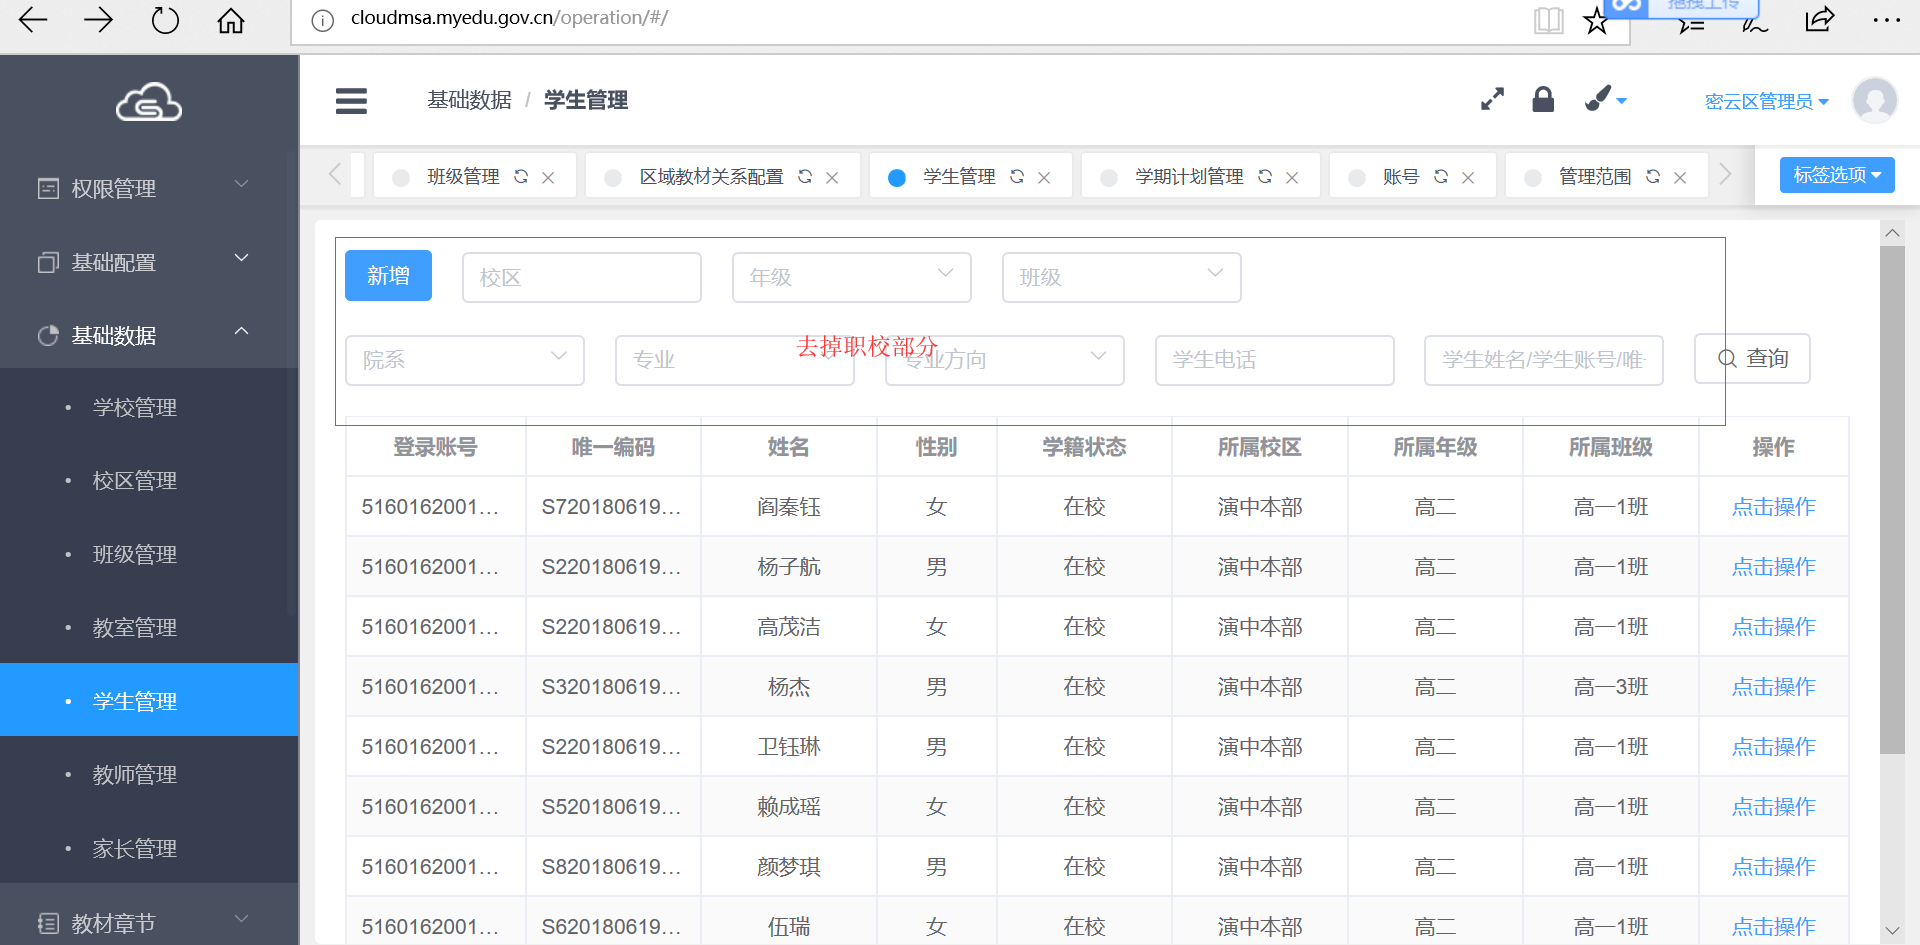 cloudmsa.myedu.gov.cn/operation/#/
拖拽上传
基础数据 / 学生管理
密云区管理员
权限管理
基础配置
基础数据
学校管理
校区管理
班级管理
教室管理
学生管理
教师管理
家长管理
教材章节
班级管理 区域教材关系配置 学生管理 学期计划管理 账号 管理范围 标签选项
新增 校区 年级 班级
去掉职校部分
院系 专业 专业方向 学生电话 学生姓名/学生账号/唯 查询
登录账号 唯一编码 姓名 性别 学籍状态 所属校区 所属年级 所属班级 操作
5160162001... S720180619... 阎秦钰 女 在校 演中本部 高二 高一1班 点击操作
5160162001... S220180619... 杨子航 男 在校 演中本部 高二 高一1班 点击操作
5160162001... S220180619... 高茂洁 女 在校 演中本部 高二 高一1班 点击操作
5160162001... S320180619... 杨杰 男 在校 演中本部 高二 高一3班 点击操作
5160162001... S220180619... 卫钰琳 男 在校 演中本部 高二 高一1班 点击操作
5160162001... S520180619... 赖成瑶 女 在校 演中本部 高二 高一1班 点击操作
5160162001... S820180619... 颜梦琪 男 在校 演中本部 高二 高一1班 点击操作
5160162001... S620180619... 伍瑞 女 在校 演中本部 高二 高一1班 点击操作